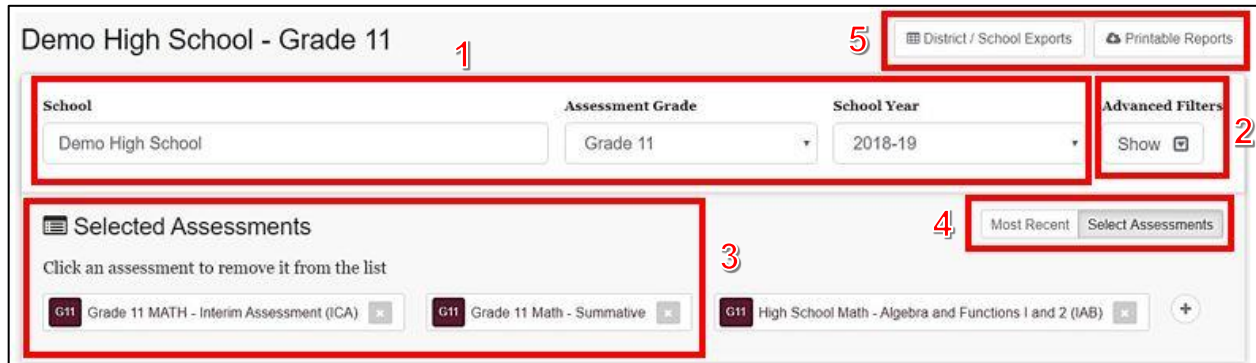 Demo High School - Grade 11
1
5
District / School Exports
Printable Reports
School
Assessment Grade
School Year
Advanced Filters
Demo High School
Grade 11
2018-19
Show
2
Selected Assessments
4
Most Recent
Select Assessments
Click an assessment to remove it from the list
3
G11 Grade 11 MATH - Interim Assessment (ICA) ×
G11 Grade 11 Math - Summative ×
G11 High School Math - Algebra and Functions I and 2 (IAB) ×
+